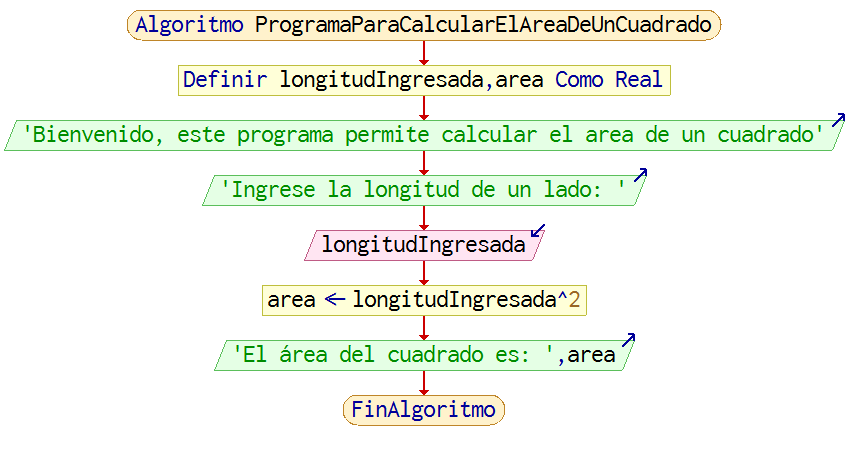 Algoritmo ProgramaParaCalcularElAreaDeUnCuadrado
Definir longitudIngresada,area Como Real
'Bienvenido, este programa permite calcular el area de un cuadrado'
'Ingrese la longitud de un lado: '
longitudIngresada
area ← longitudIngresada^2
'El área del cuadrado es: ',area
FinAlgoritmo